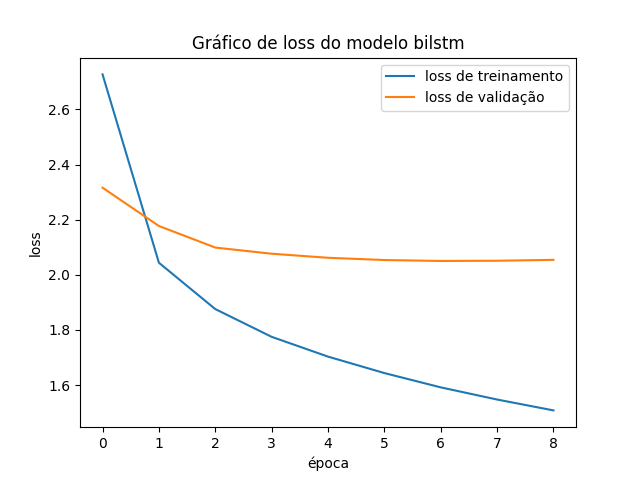 Gráfico de loss do modelo bilstm
loss de treinamento
loss de validação
2.6
2.4
2.2
2.0
1.8
1.6
loss
0 1 2 3 4 5 6 7 8
época